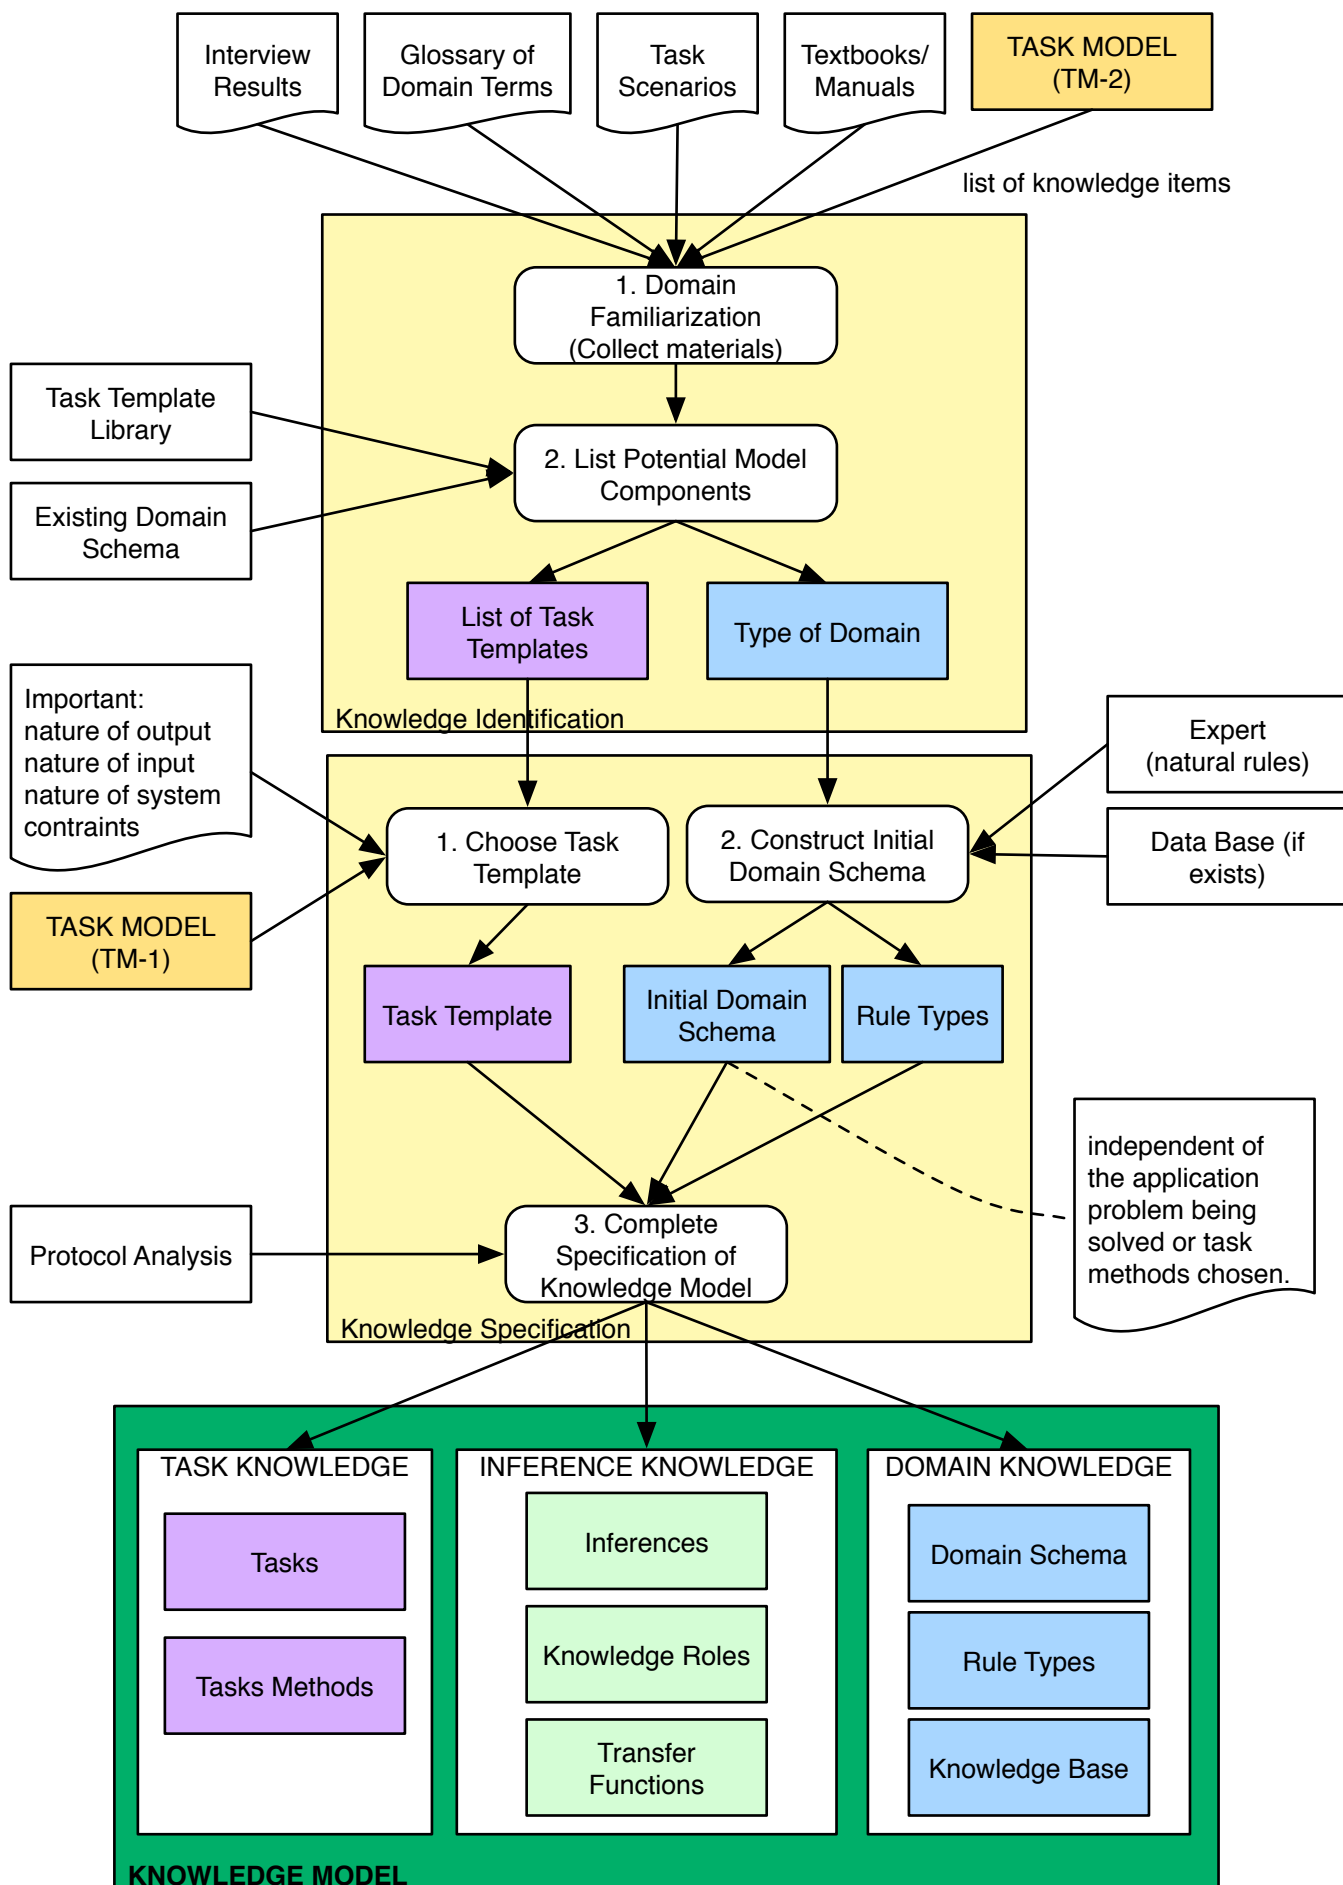 Interview
Results
Glossary of
Domain Terms
Task
Scenarios
Textbooks/
Manuals
TASK MODEL
(TM-2)
list of knowledge items
1. Domain
Familiarization
(Collect materials)
Task Template
Library
2. List Potential Model
Components
Existing Domain
Schema
List of Task
Templates
Type of Domain
Knowledge Identification
Important:
nature of output
nature of input
nature of system
contraints
Expert
(natural rules)
1. Choose Task
Template
2. Construct Initial
Domain Schema
Data Base (if
exists)
TASK MODEL
(TM-1)
Task Template
Initial Domain
Schema
Rule Types
independent of
the application
problem being
solved or task
methods chosen.
Protocol Analysis
3. Complete
Specification of
Knowledge Model
Knowledge Specification
TASK KNOWLEDGE
Tasks
Tasks Methods
INFERENCE KNOWLEDGE
Inferences
Knowledge Roles
Transfer
Functions
DOMAIN KNOWLEDGE
Domain Schema
Rule Types
Knowledge Base
KNOWLEDGE MODEL